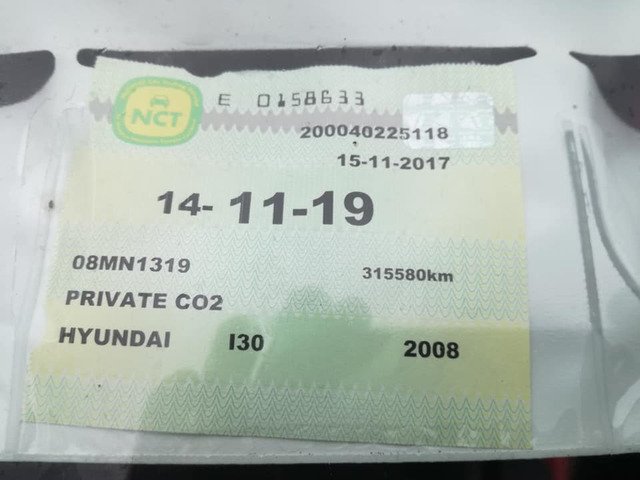 E 0158633
NCT
200040225118
15-11-2017
14- 11-19
08MN1319 315580km
PRIVATE CO2
HYUNDAI I30 2008